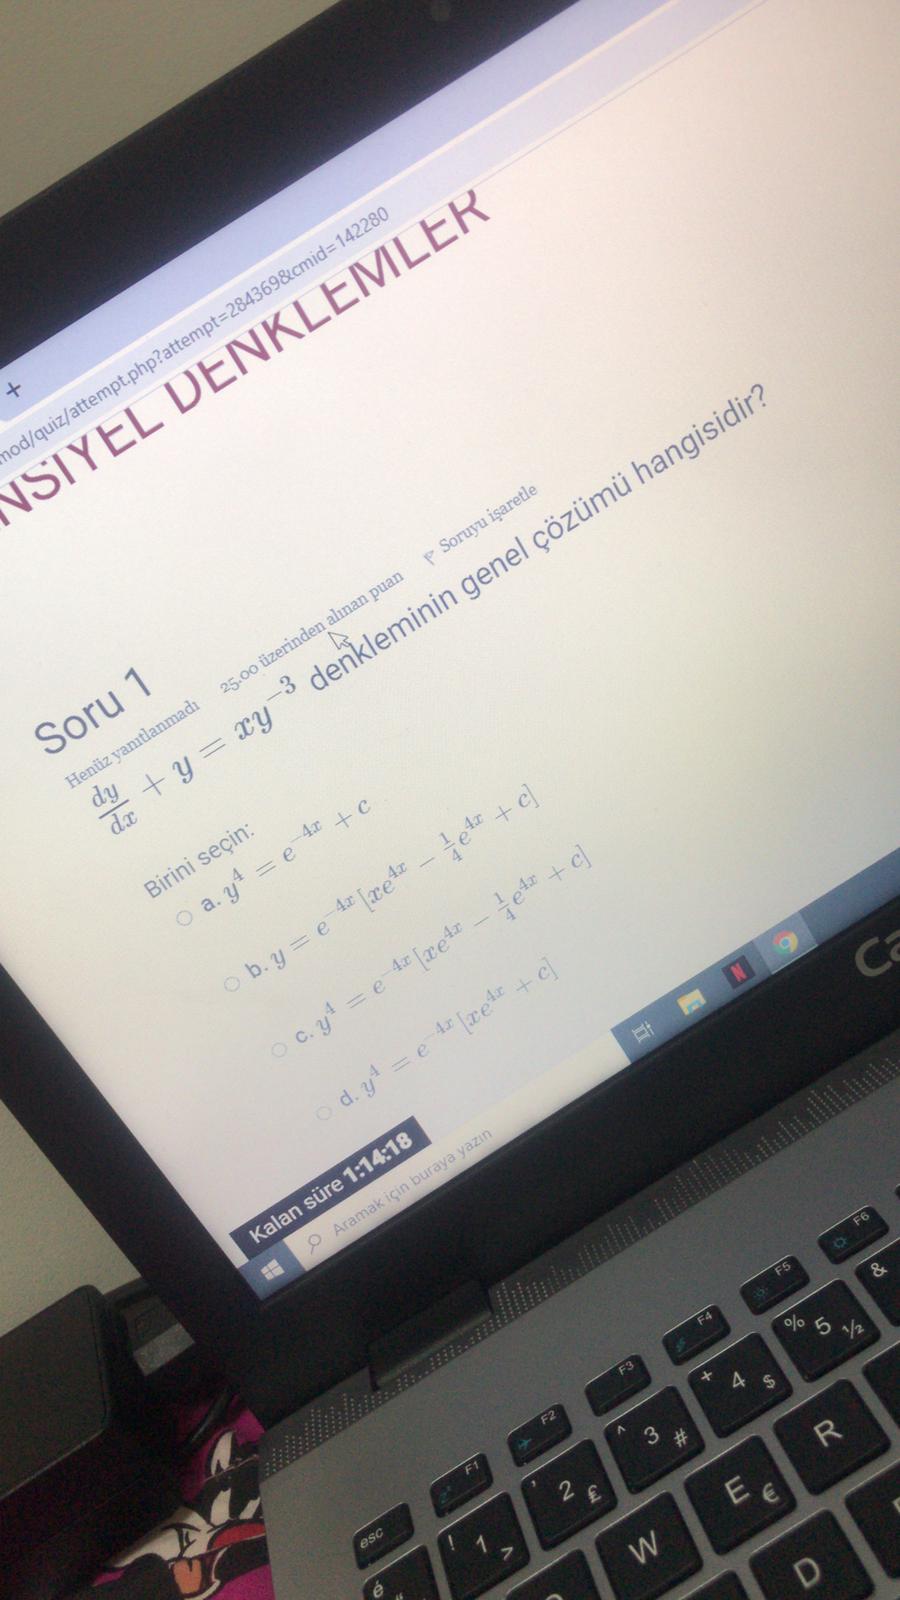 +
mod/quiz/attempt.php?attempt=284369&cmid=142280
NSİYEL DENKLEMLER
Soru 1
Henüz yanıtlanmadı 25.00 üzerinden alınan puan Soruyu işaretle
dy/dx + y = xy^-3 denkleminin genel çözümü hangisidir?
Birini seçin:
a. y^4 = e^-4x + c
b. y = e^-4x [xe^4x − 1/4 e^4x + c]
c. y^4 = e^-4x [xe^4x − 1/4 e^4x + c]
d. y^4 = e^-4x [xe^4x + c]
Kalan süre 1:14:18
Aramak için buraya yazın
N
Ca
esc F1 F2 F3 F4 F5 F6
é ! 1 > ' 2 £ ^ 3 # + 4 $ % 5 ½ &
W E € R
D